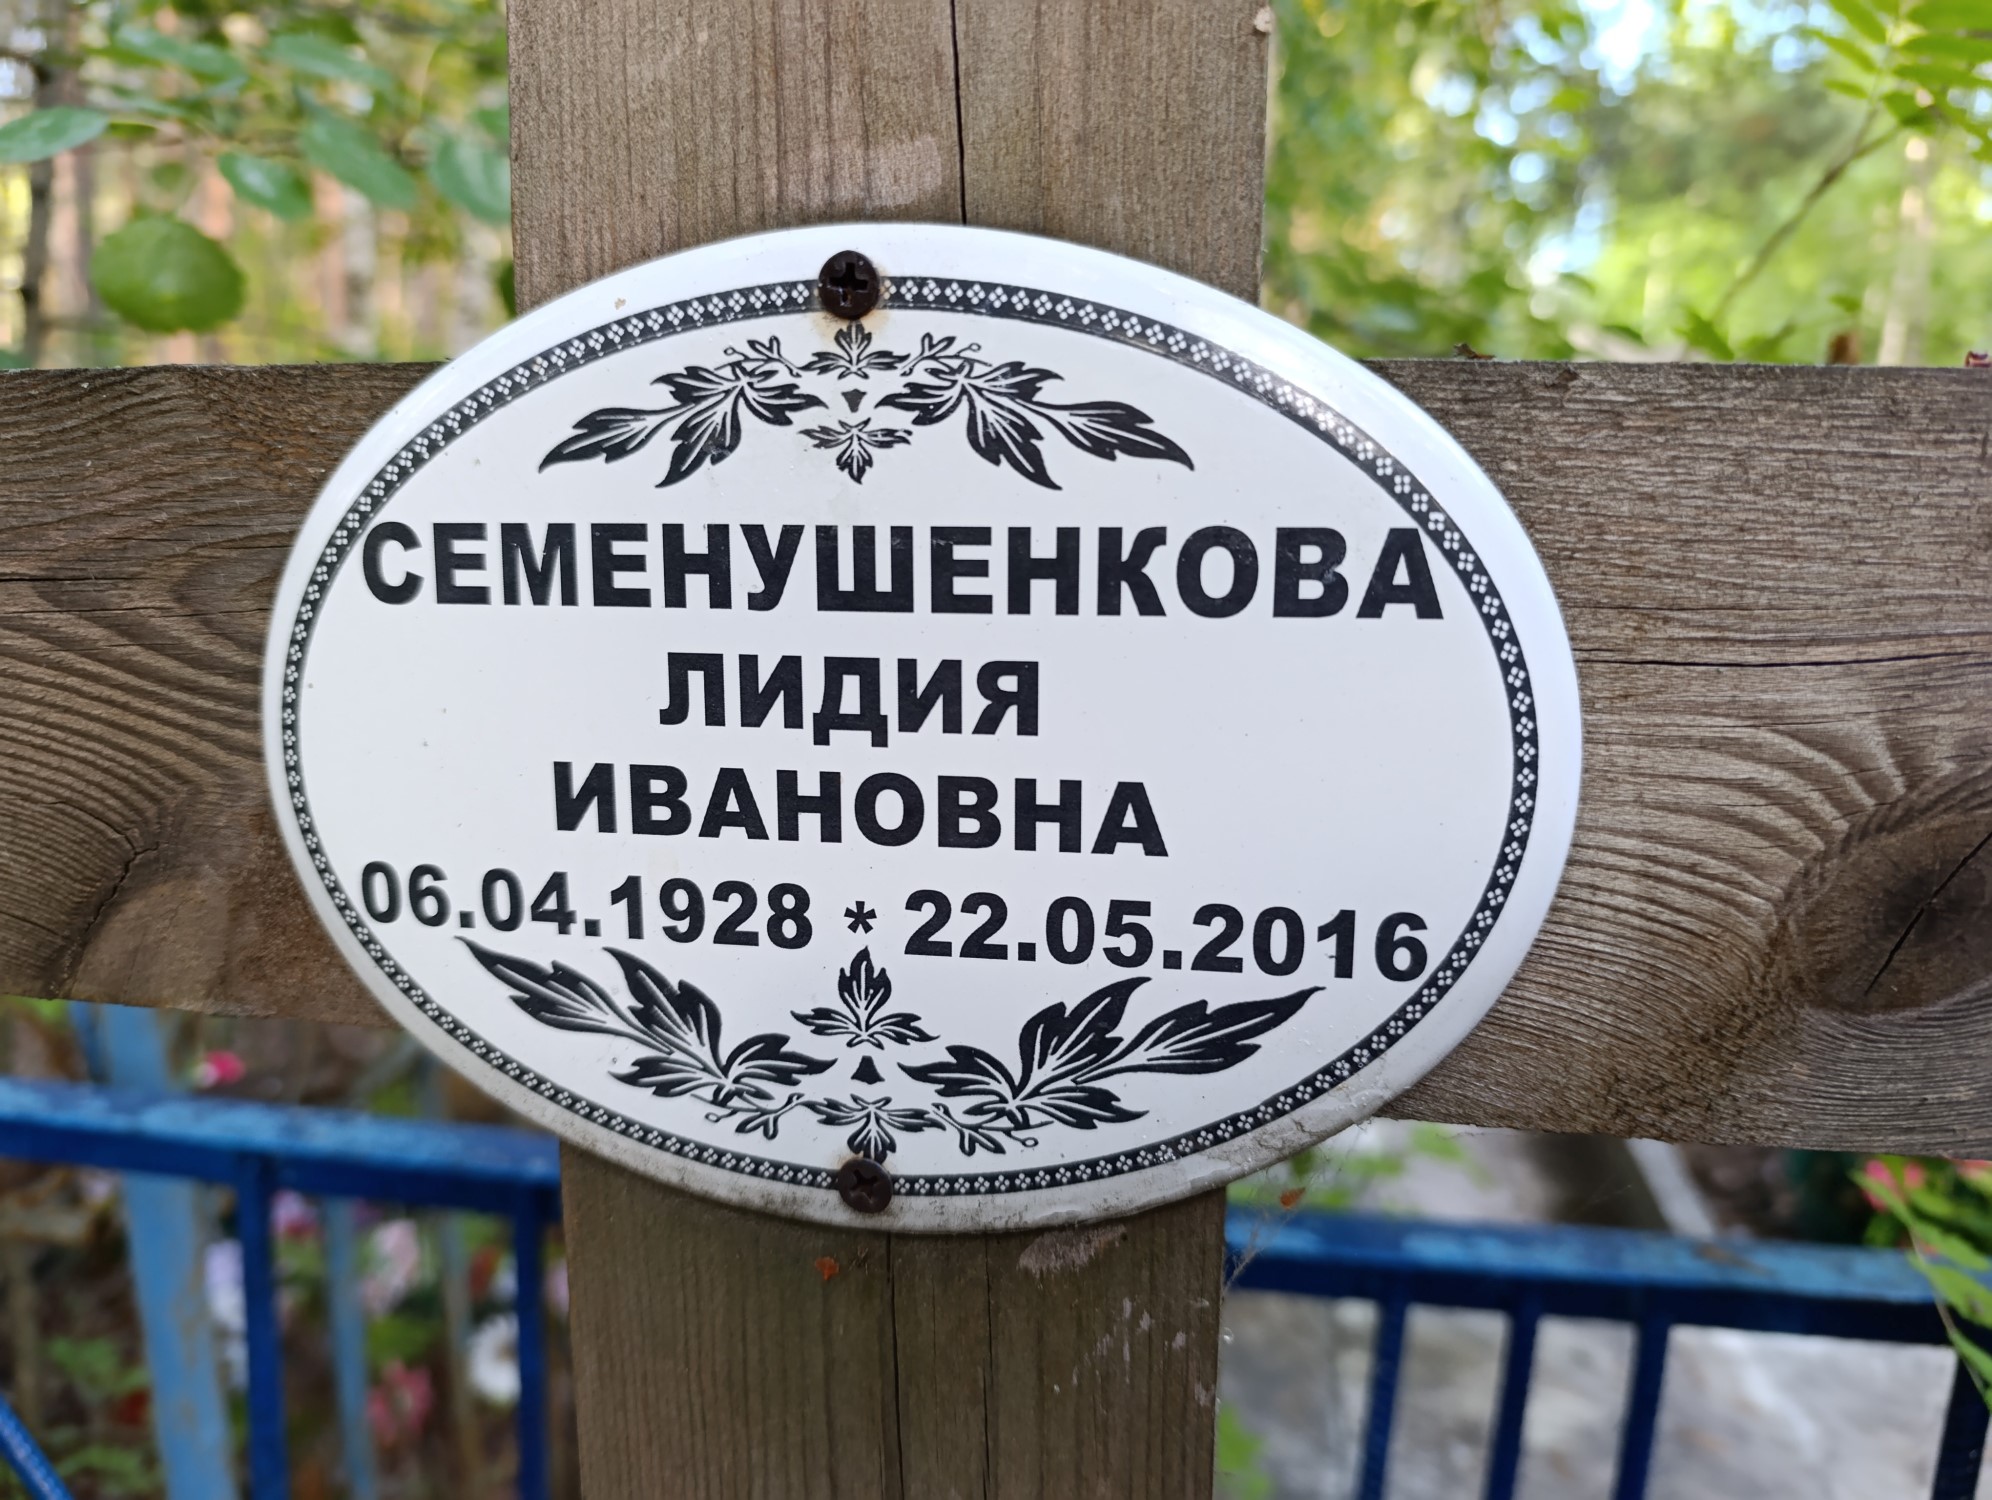 СЕМЕНУШЕНКОВА
ЛИДИЯ
ИВАНОВНА
06.04.1928 * 22.05.2016